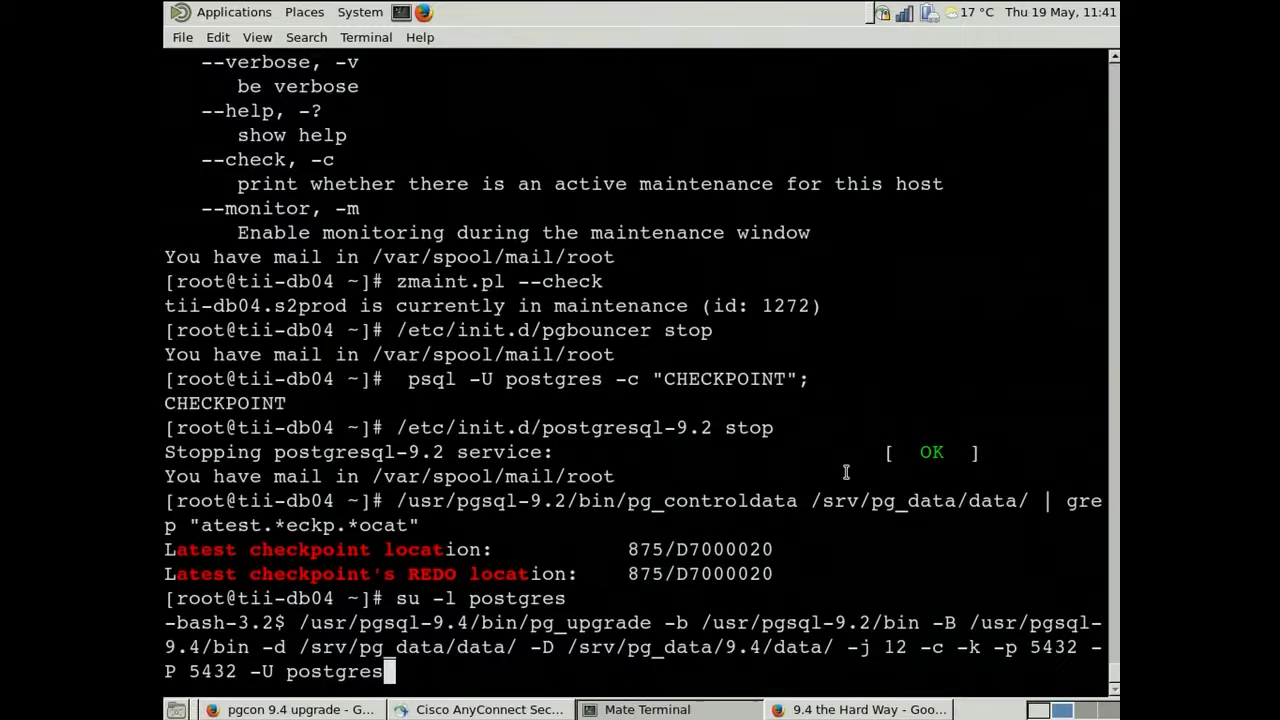 Applications Places System 17 °C Thu 19 May, 11:41
File Edit View Search Terminal Help
--verbose, -v
be verbose
--help, -?
show help
--check, -c
print whether there is an active maintenance for this host
--monitor, -m
Enable monitoring during the maintenance window
You have mail in /var/spool/mail/root
[root@tii-db04 ~]# zmaint.pl --check
tii-db04.s2prod is currently in maintenance (id: 1272)
[root@tii-db04 ~]# /etc/init.d/pgbouncer stop
You have mail in /var/spool/mail/root
[root@tii-db04 ~]#  psql -U postgres -c "CHECKPOINT";
CHECKPOINT
[root@tii-db04 ~]# /etc/init.d/postgresql-9.2 stop
Stopping postgresql-9.2 service: [ OK ]
You have mail in /var/spool/mail/root
[root@tii-db04 ~]# /usr/pgsql-9.2/bin/pg_controldata /srv/pg_data/data/ | gre
p "atest.*eckp.*ocat"
Latest checkpoint location: 875/D7000020
Latest checkpoint's REDO location: 875/D7000020
[root@tii-db04 ~]# su -l postgres
-bash-3.2$ /usr/pgsql-9.4/bin/pg_upgrade -b /usr/pgsql-9.2/bin -B /usr/pgsql-
9.4/bin -d /srv/pg_data/data/ -D /srv/pg_data/9.4/data/ -j 12 -c -k -p 5432 -
P 5432 -U postgres
pgcon 9.4 upgrade - G... Cisco AnyConnect Sec... Mate Terminal 9.4 the Hard Way - Goo...